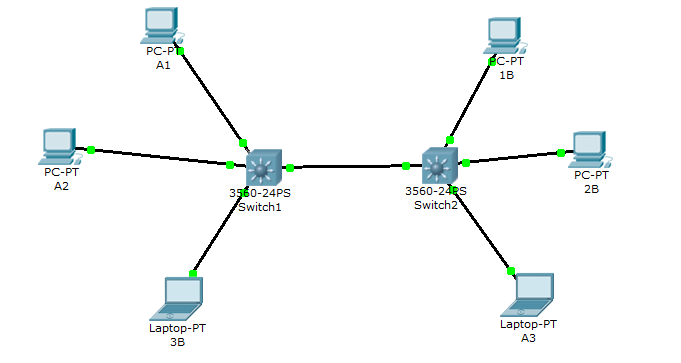 PC-PT
A1
PC-PT
1B
PC-PT
A2
3560-24PS
Switch1
3560-24PS
Switch2
PC-PT
2B
Laptop-PT
3B
Laptop-PT
A3